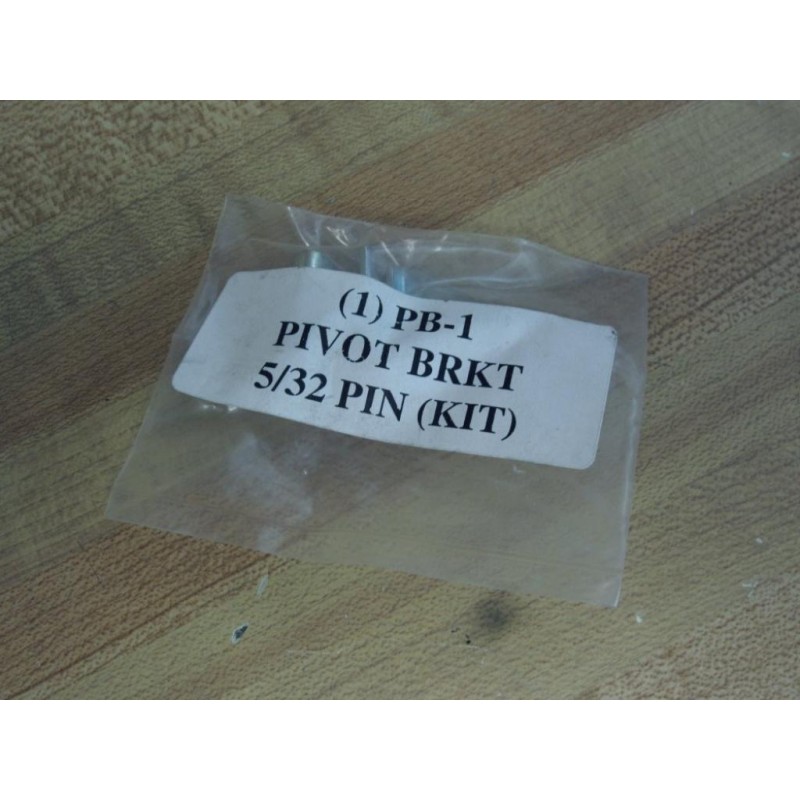 (1) PB-1
PIVOT BRKT
5/32 PIN (KIT)